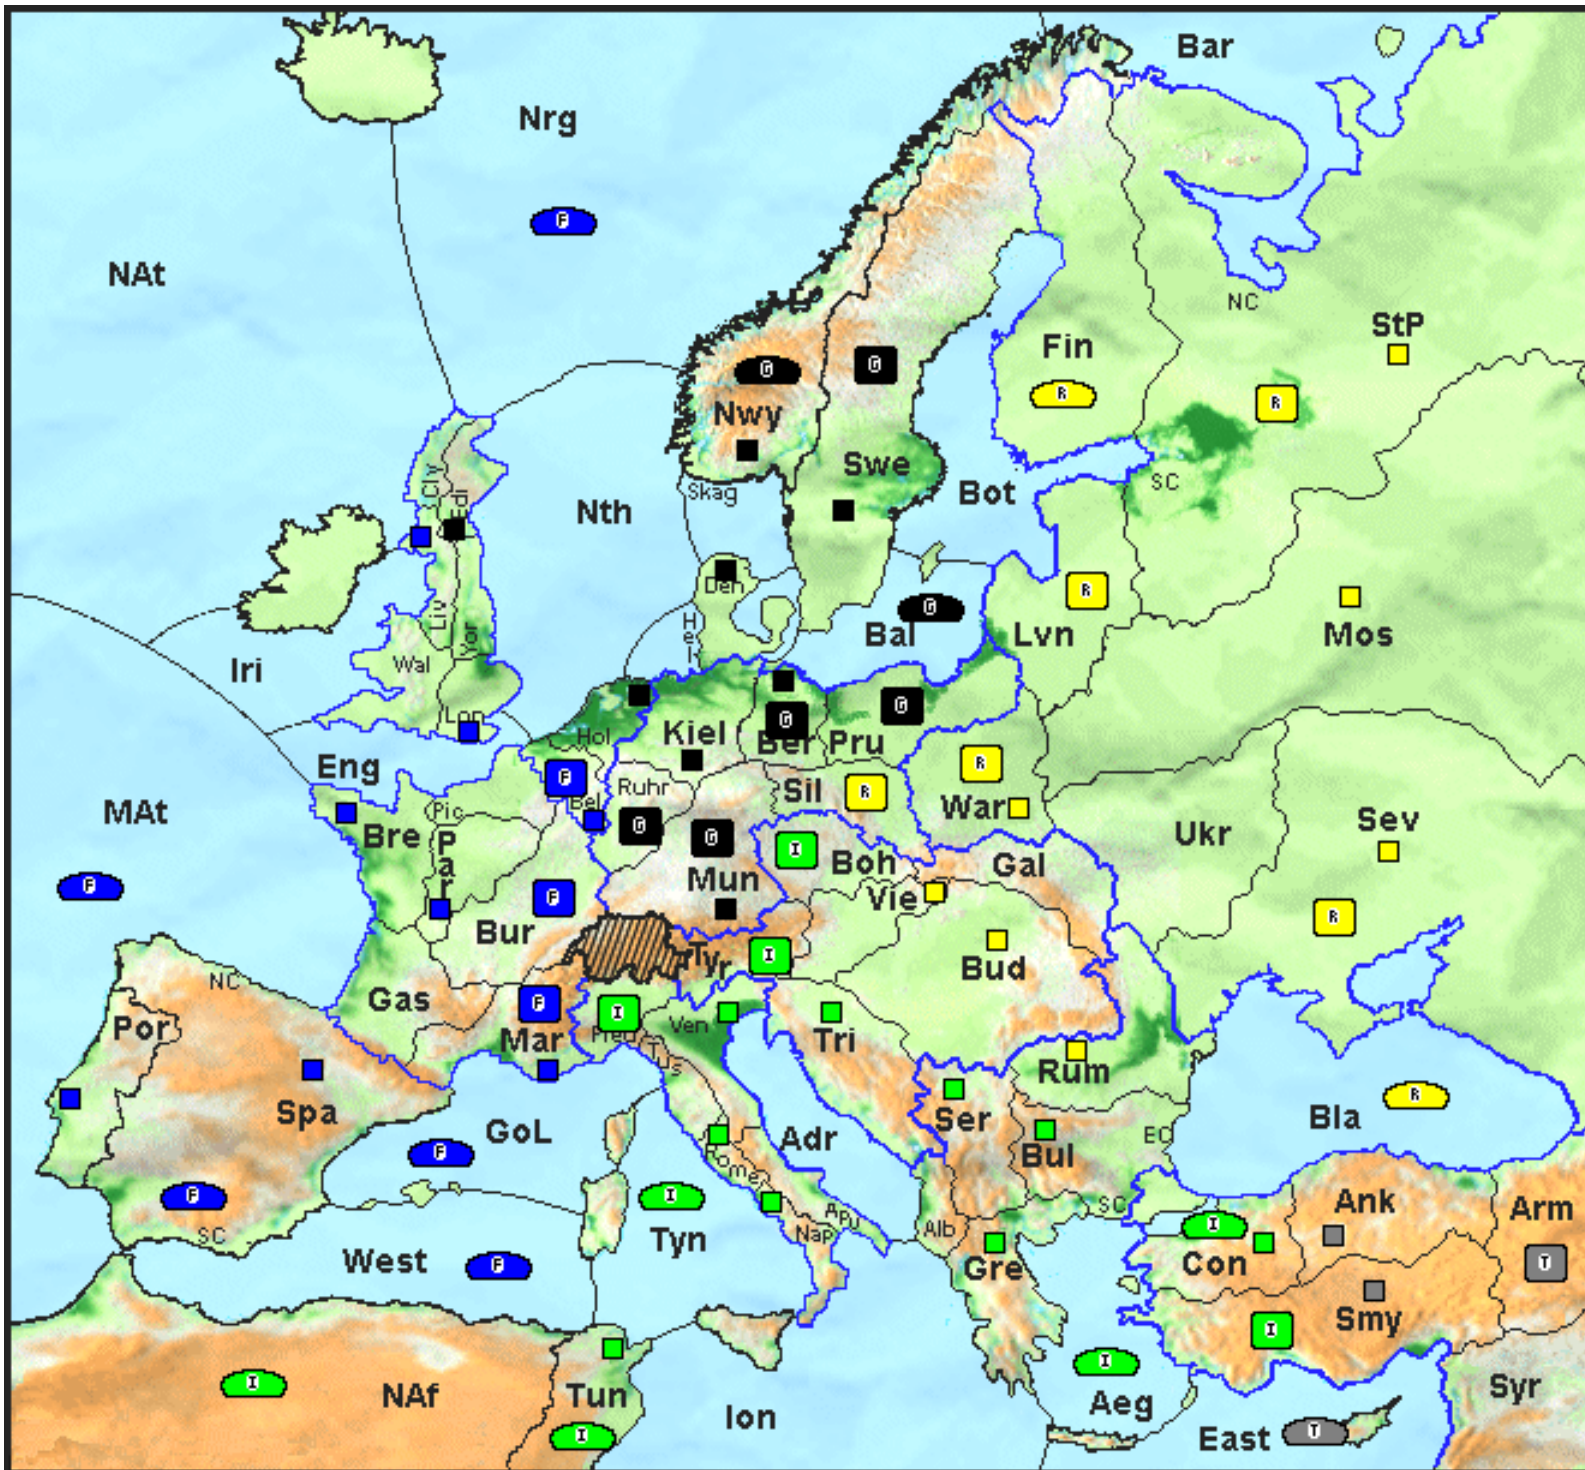 Bar
Nrg
F
NAt
NC
StP
Fin
R
R
G
G
Nwy
Swe
Skag
Bot
SC
Nth
Cly
Edi
Den
Hel
Bal
G
R
Lvn
Mos
Iri
Liv
Yor
Wal
Lon
Hol
Kiel
Ber
G
Pru
G
Eng
F
Bel
Ruhr
G
Sil
R
War
R
MAt
Bre
Pic
Par
Mun
G
Boh
I
Gal
Ukr
Sev
R
F
Bur
F
Vie
Bud
Tyr
I
NC
Gas
Por
Mar
F
Pied
I
Ven
Tus
Tri
Rum
Spa
GoL
F
Rome
Adr
Ser
Bul
EC
Bla
R
F
SC
West
F
Tyn
I
Nap
Apu
Alb
Gre
SC
Con
I
Ank
Arm
T
Smy
I
NAf
I
Tun
I
Ion
Aeg
I
East
T
Syr